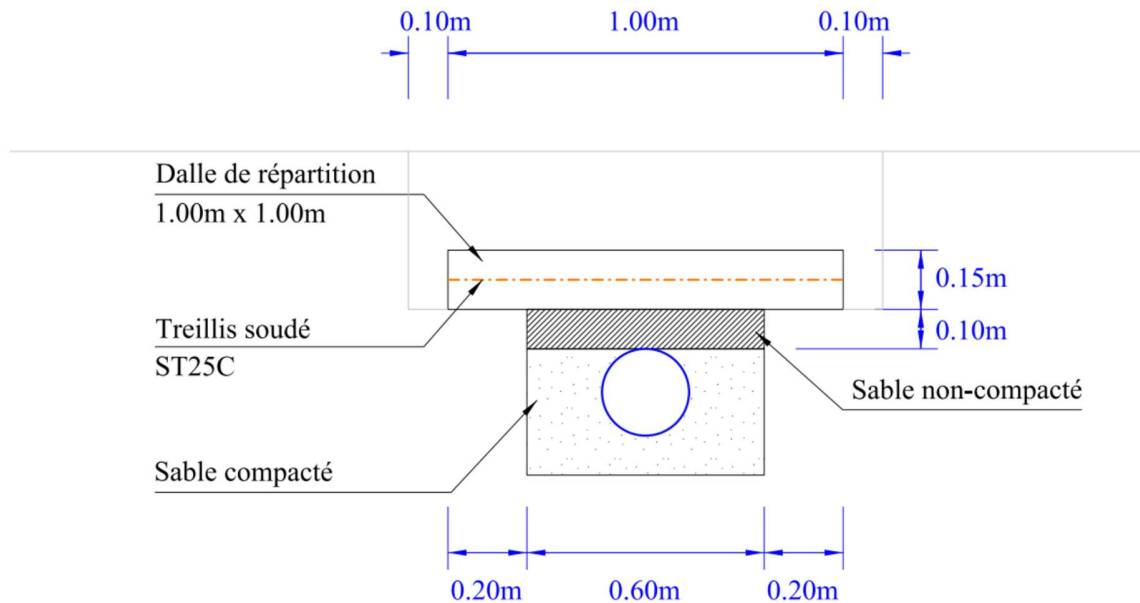 0.10m 1.00m 0.10m
Dalle de répartition
1.00m x 1.00m
0.15m
0.10m
Treillis soudé
ST25C
Sable non-compacté
Sable compacté
0.20m 0.60m 0.20m